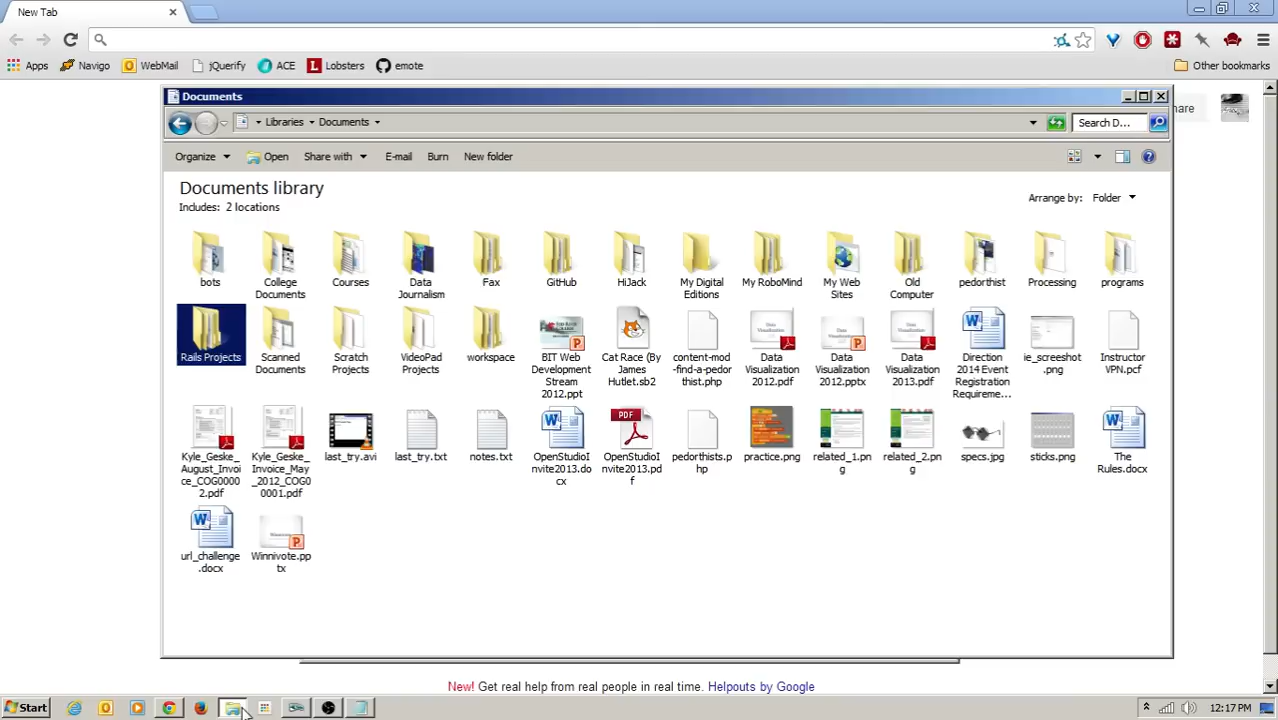 New Tab
Apps Navigo WebMail jQuerify ACE Lobsters emote Other bookmarks
Documents
Libraries Documents Search D...
Organize Open Share with E-mail Burn New folder
Documents library
Includes: 2 locations
Arrange by: Folder
bots
College Documents
Courses
Data Journalism
Fax
GitHub
HiJack
My Digital Editions
My RoboMind
My Web Sites
Old Computer
pedorthist
Processing
programs
Rails Projects
Scanned Documents
Scratch Projects
VideoPad Projects
workspace
BIT Web Development Stream 2012.ppt
Cat Race (By James Hutlet.sb2
content-mod-find-a-pedorthist.php
Data Visualization 2012.pdf
Data Visualization 2012.pptx
Data Visualization 2013.pdf
Direction 2014 Event Registration Requireme...
ie_screeshot.png
Instructor VPN.pcf
Kyle_Geske_August_Invoice_COG00002.pdf
Kyle_Geske_Invoice_May_2012_COG00001.pdf
last_try.avi
last_try.txt
notes.txt
OpenStudioInvite2013.docx
OpenStudioInvite2013.pdf
pedorthists.php
practice.png
related_1.png
related_2.png
specs.jpg
sticks.png
The Rules.docx
url_challenge.docx
Winnivote.pptx
New! Get real help from real people in real time. Helpouts by Google
Start 12:17 PM